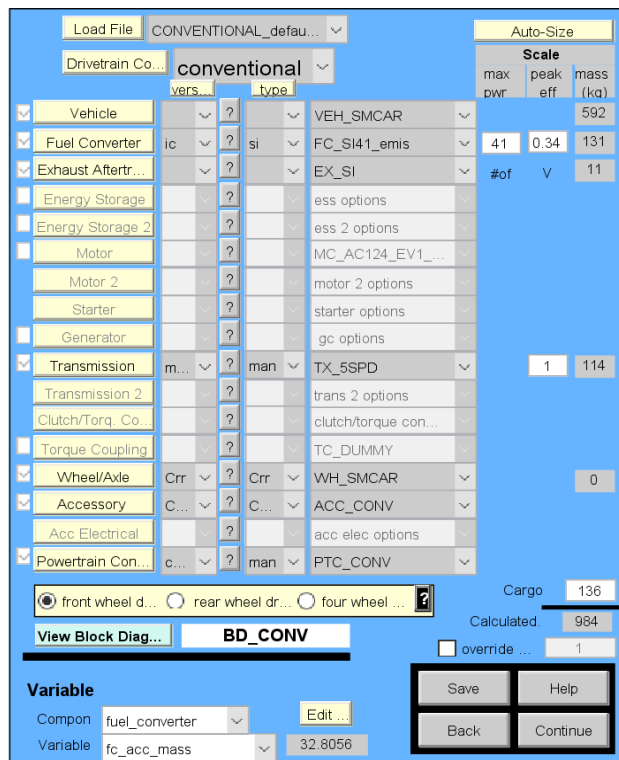 Load File CONVENTIONAL_defau...
Auto-Size
Drivetrain Co... conventional
Scale
vers... type
max pwr peak eff mass (kg)
Vehicle ? VEH_SMCAR 592
Fuel Converter ic ? si FC_SI41_emis 41 0.34 131
Exhaust Aftertr... ? EX_SI #of V 11
Energy Storage ? ess options
Energy Storage 2 ? ess 2 options
Motor ? MC_AC124_EV1_...
Motor 2 ? motor 2 options
Starter ? starter options
Generator ? gc options
Transmission m... ? man TX_5SPD 1 114
Transmission 2 ? trans 2 options
Clutch/Torq. Co... ? clutch/torque con...
Torque Coupling ? TC_DUMMY
Wheel/Axle Crr ? Crr WH_SMCAR 0
Accessory C... ? C... ACC_CONV
Acc Electrical ? acc elec options
Powertrain Con... c... ? man PTC_CONV
front wheel d... rear wheel dr... four wheel ... ?
Cargo 136
Calculated. 984
View Block Diag... BD_CONV
override ... 1
Variable
Save Help
Compon fuel_converter Edit ...
Back Continue
Variable fc_acc_mass 32.8056